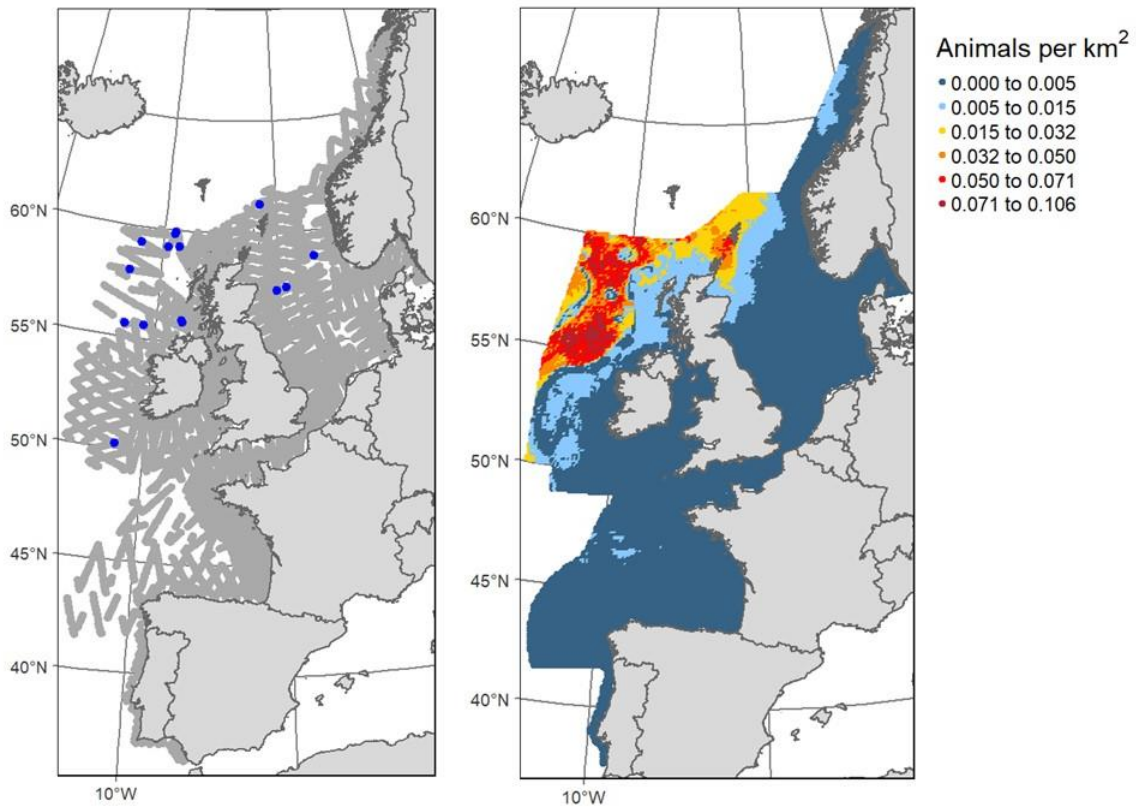 60°N
55°N
50°N
45°N
40°N
10°W
60°N
55°N
50°N
45°N
40°N
10°W
Animals per km²
0.000 to 0.005
0.005 to 0.015
0.015 to 0.032
0.032 to 0.050
0.050 to 0.071
0.071 to 0.106